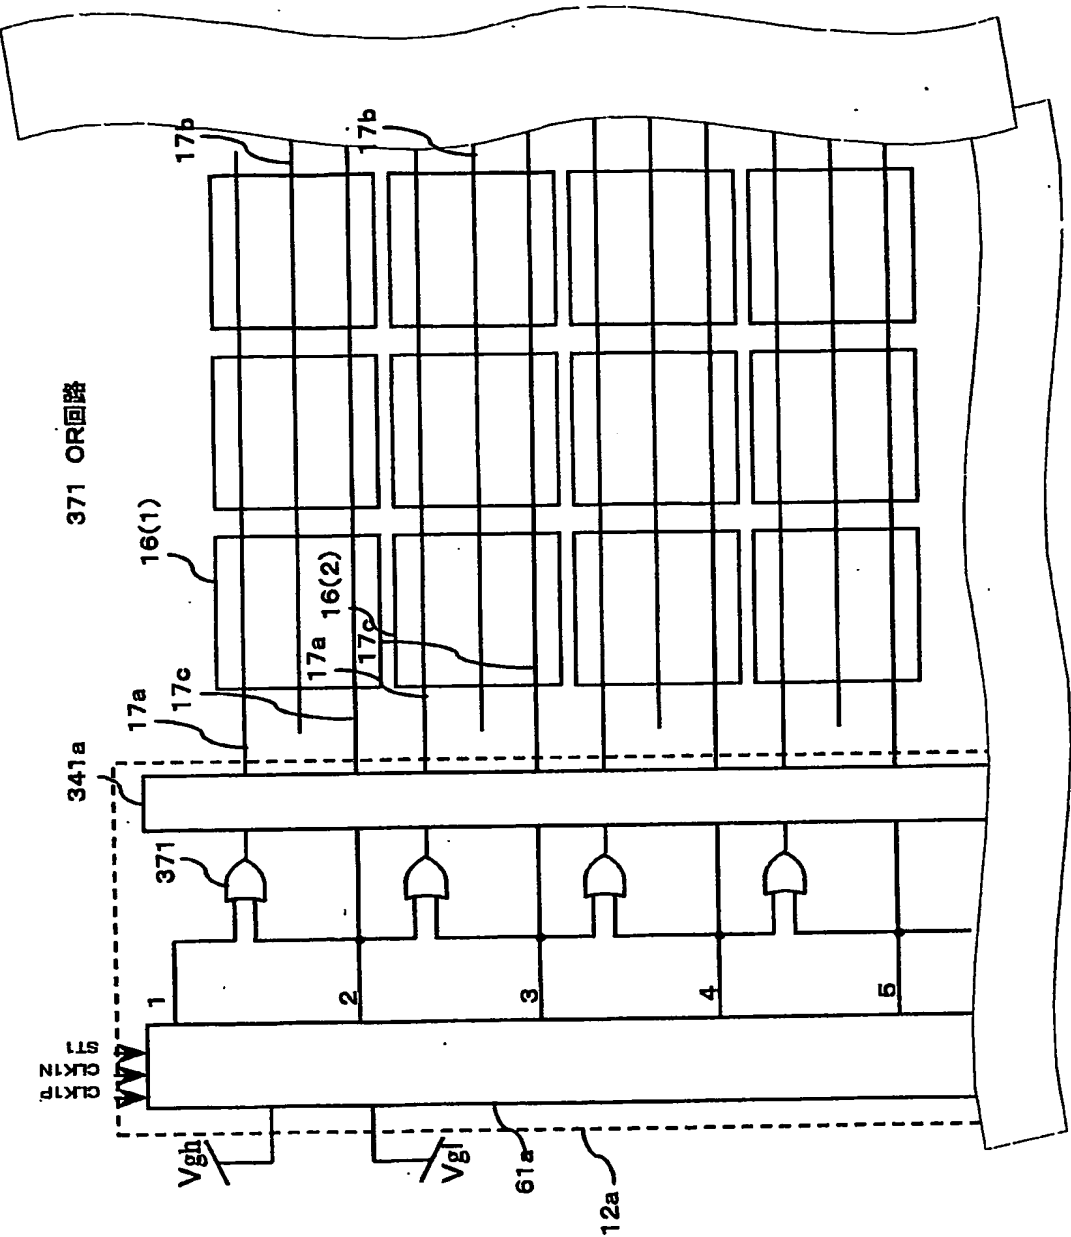 371 OR回路
17b
17b
16(1)
16(2)
17a
17c
17a
17c
341a
371
1
2
3
4
5
ST1
CLK1N
CLK1P
Vgh
Vgl
61a
12a